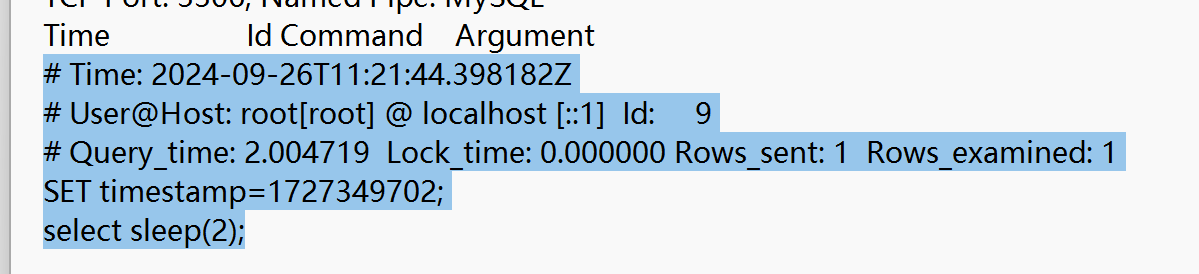 TCP Port: 3306, Named Pipe: MySQL
Time                 Id Command    Argument
# Time: 2024-09-26T11:21:44.398182Z
# User@Host: root[root] @ localhost [::1]  Id:     9
# Query_time: 2.004719  Lock_time: 0.000000 Rows_sent: 1  Rows_examined: 1
SET timestamp=1727349702;
select sleep(2);